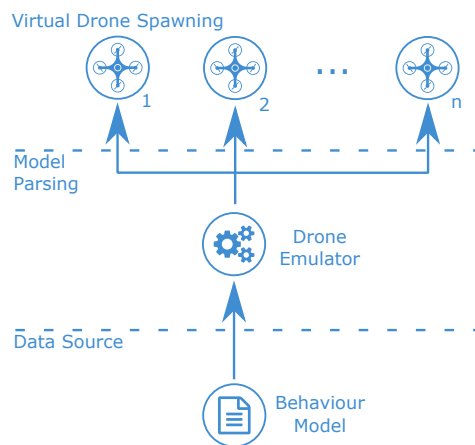 Virtual Drone Spawning
1
2
...
n
Model
Parsing
Drone
Emulator
Data Source
Behaviour
Model